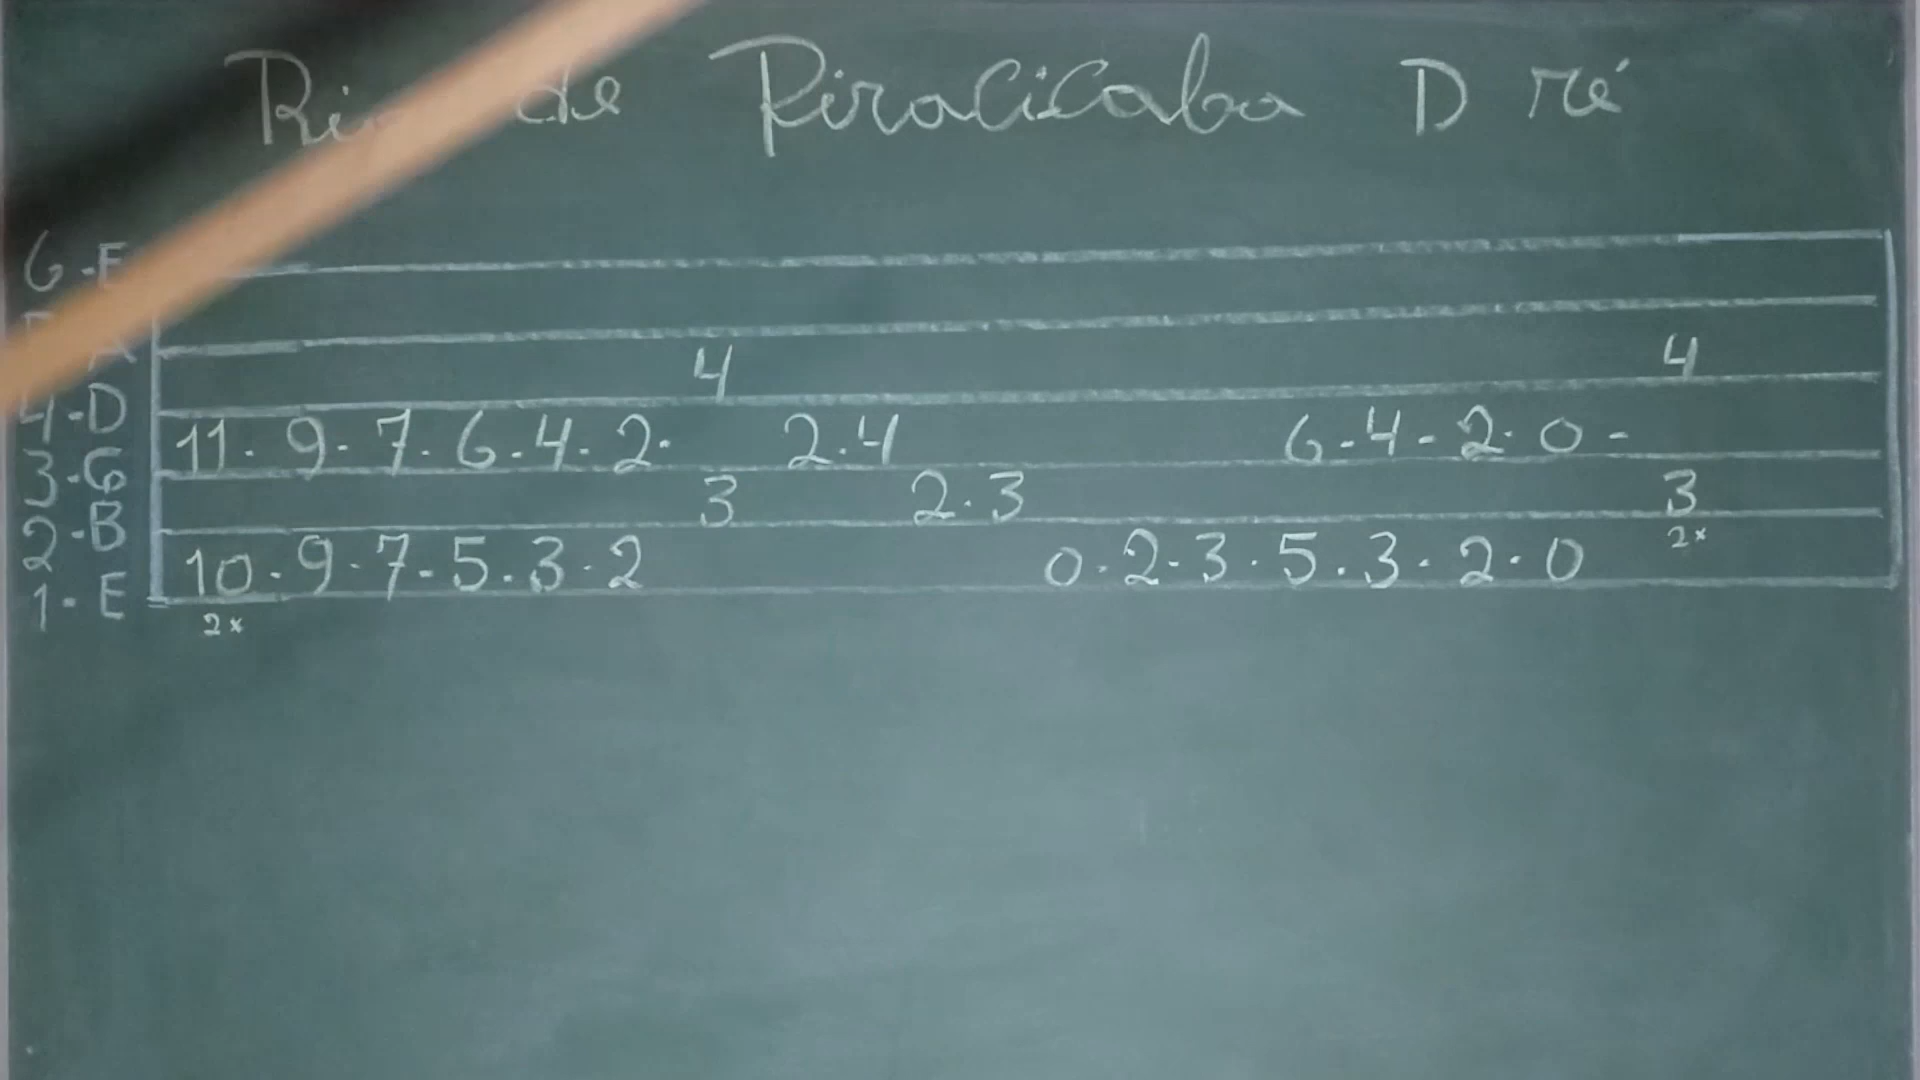 de Piracicaba D ré
6-E
A
4 4
4-D
11. 9- 7. 6.4.2. 2.4 6-4-2.0-
3-G
3 2.3 3
2-B
2x
10.9.7.5.3.2 0.2-3.5.3.2.0
1-E
2x